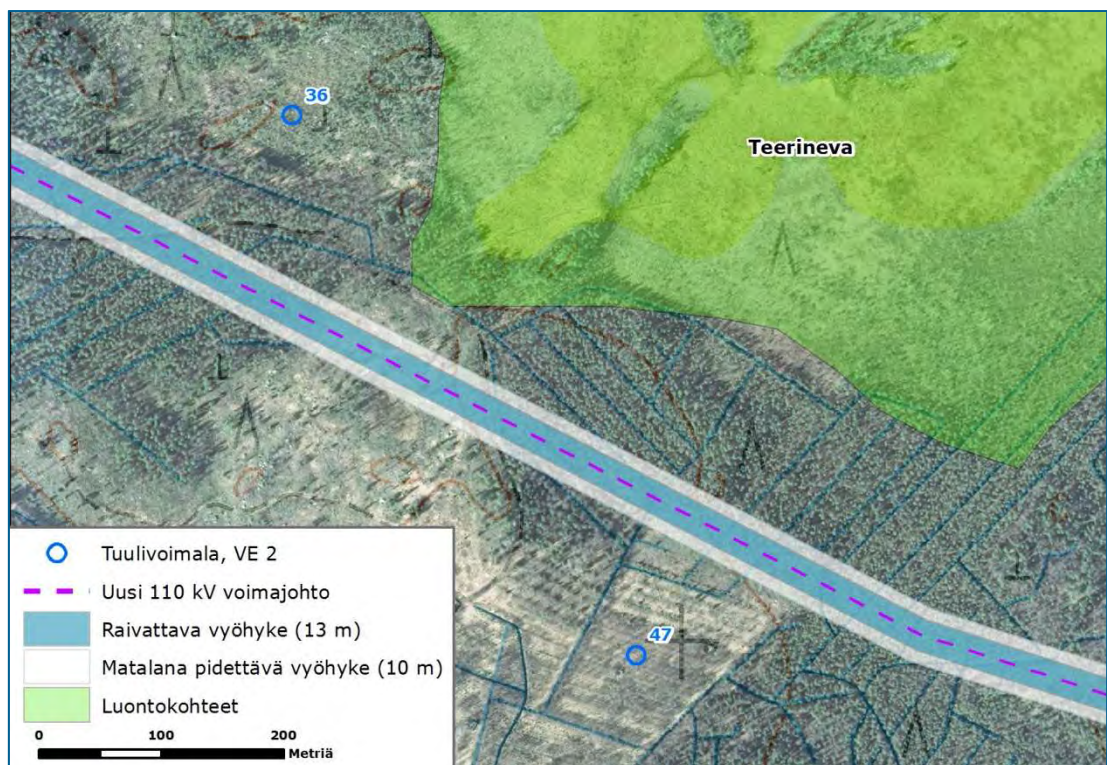 36
Teerineva
47
Tuulivoimala, VE 2
Uusi 110 kV voimajohto
Raivattava vyöhyke (13 m)
Matalana pidettävä vyöhyke (10 m)
Luontokohteet
0 100 200
Metriä